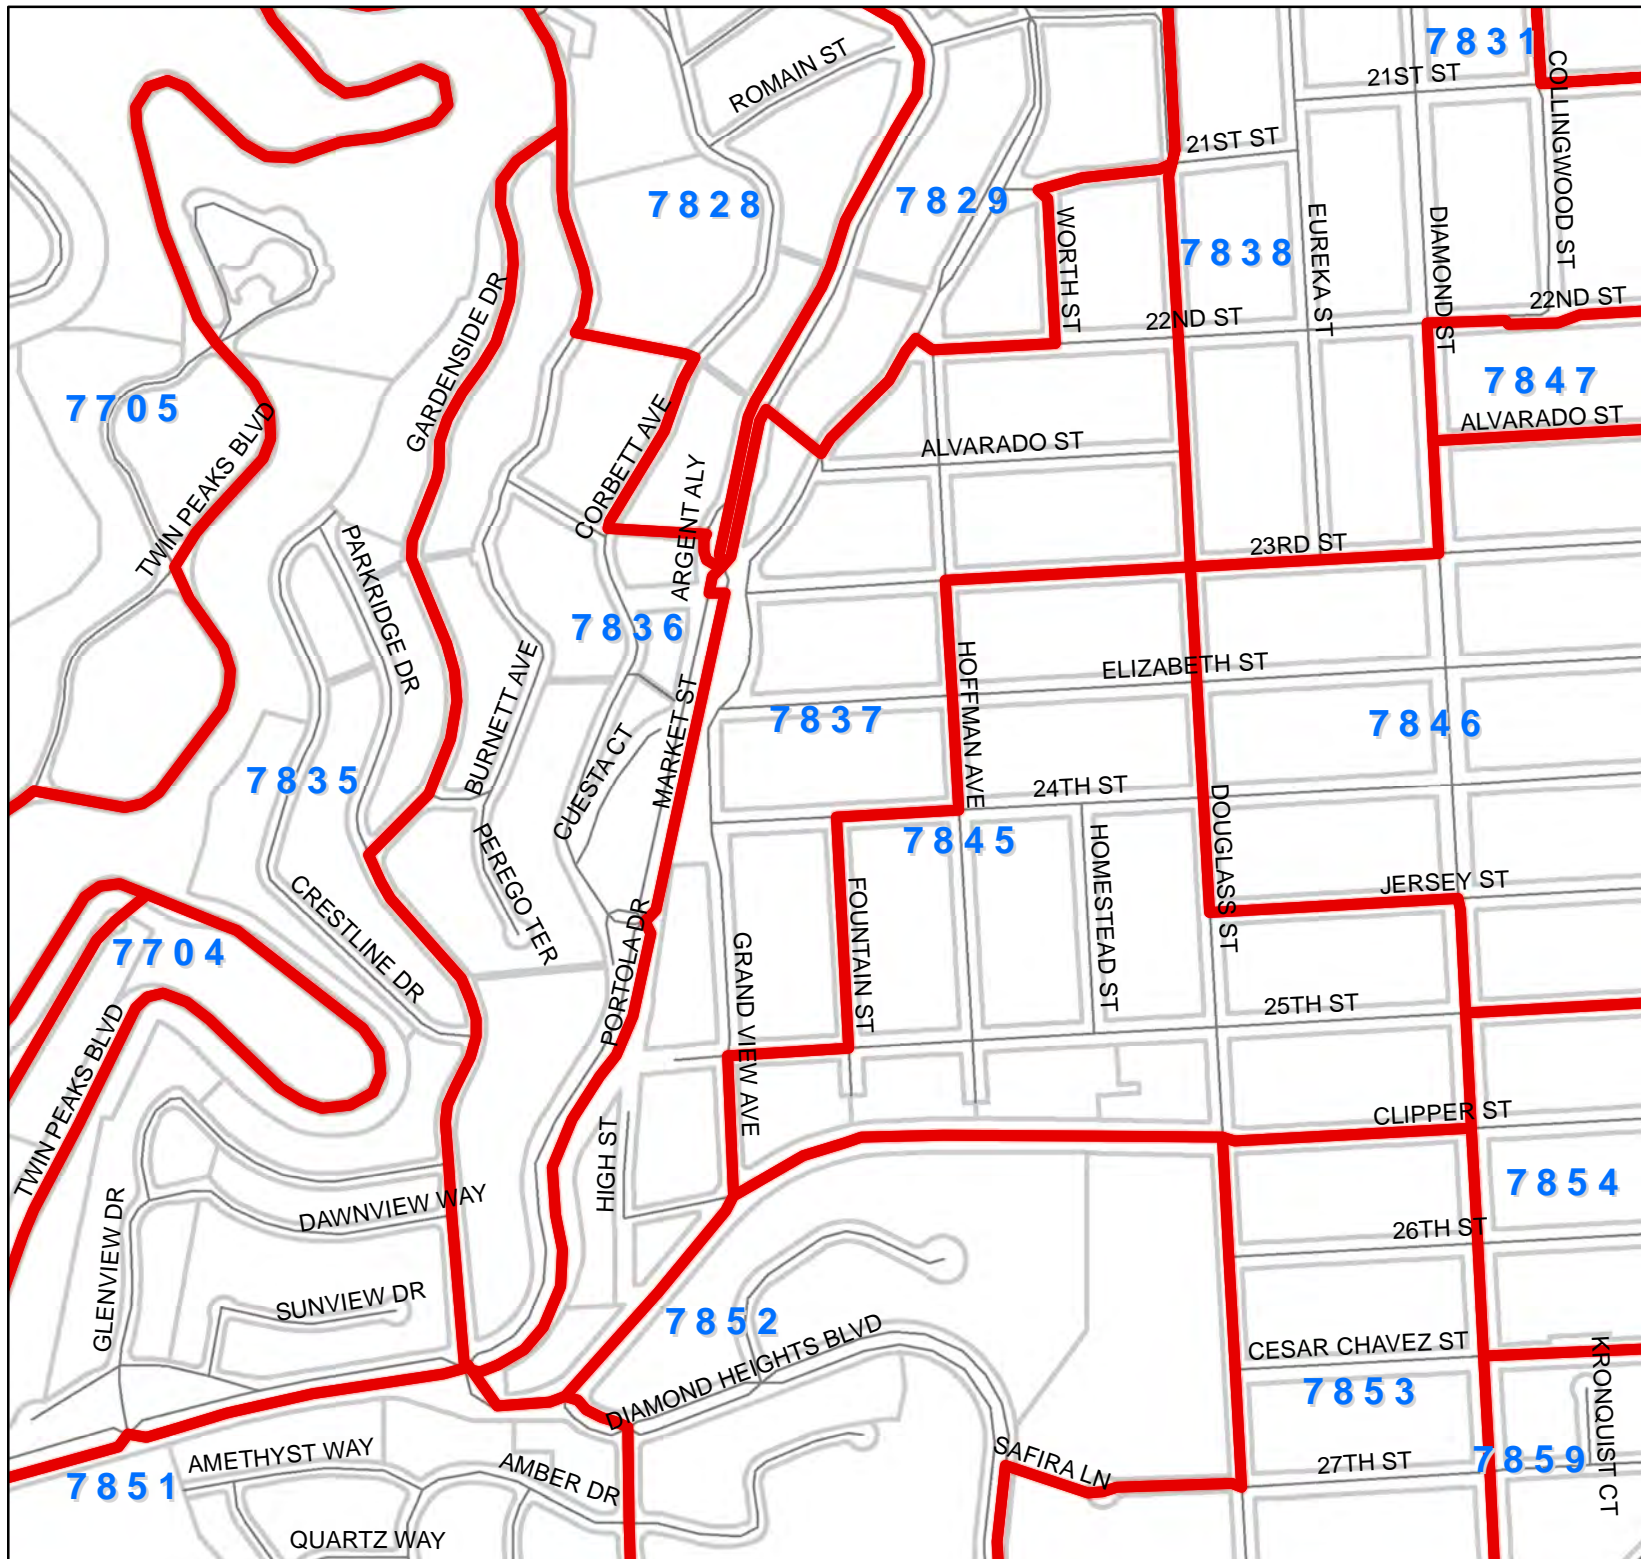 7831
21ST ST
COLLINGWOOD ST
ROMAIN ST
21ST ST
7828
7829
WORTH ST
7838
EUREKA ST
DIAMOND ST
22ND ST
22ND ST
GARDENSIDE DR
7847
7705
ALVARADO ST
ALVARADO ST
TWIN PEAKS BLVD
CORBETT AVE
ARGENT ALY
23RD ST
PARKRIDGE DR
7836
ELIZABETH ST
HOFFMAN AVE
BURNETT AVE
MARKET ST
7837
7846
7835
CUESTA CT
24TH ST
DOUGLASS ST
7845
HOMESTEAD ST
PEREGO TER
JERSEY ST
FOUNTAIN ST
CRESTLINE DR
PORTOLA DR
GRAND VIEW AVE
7704
25TH ST
TWIN PEAKS BLVD
CLIPPER ST
HIGH ST
7854
DAWNVIEW WAY
GLENVIEW DR
26TH ST
SUNVIEW DR
7852
DIAMOND HEIGHTS BLVD
CESAR CHAVEZ ST
KRONQUIST CT
7853
AMETHYST WAY
SAFIRA LN
27TH ST
7859
7851
AMBER DR
QUARTZ WAY